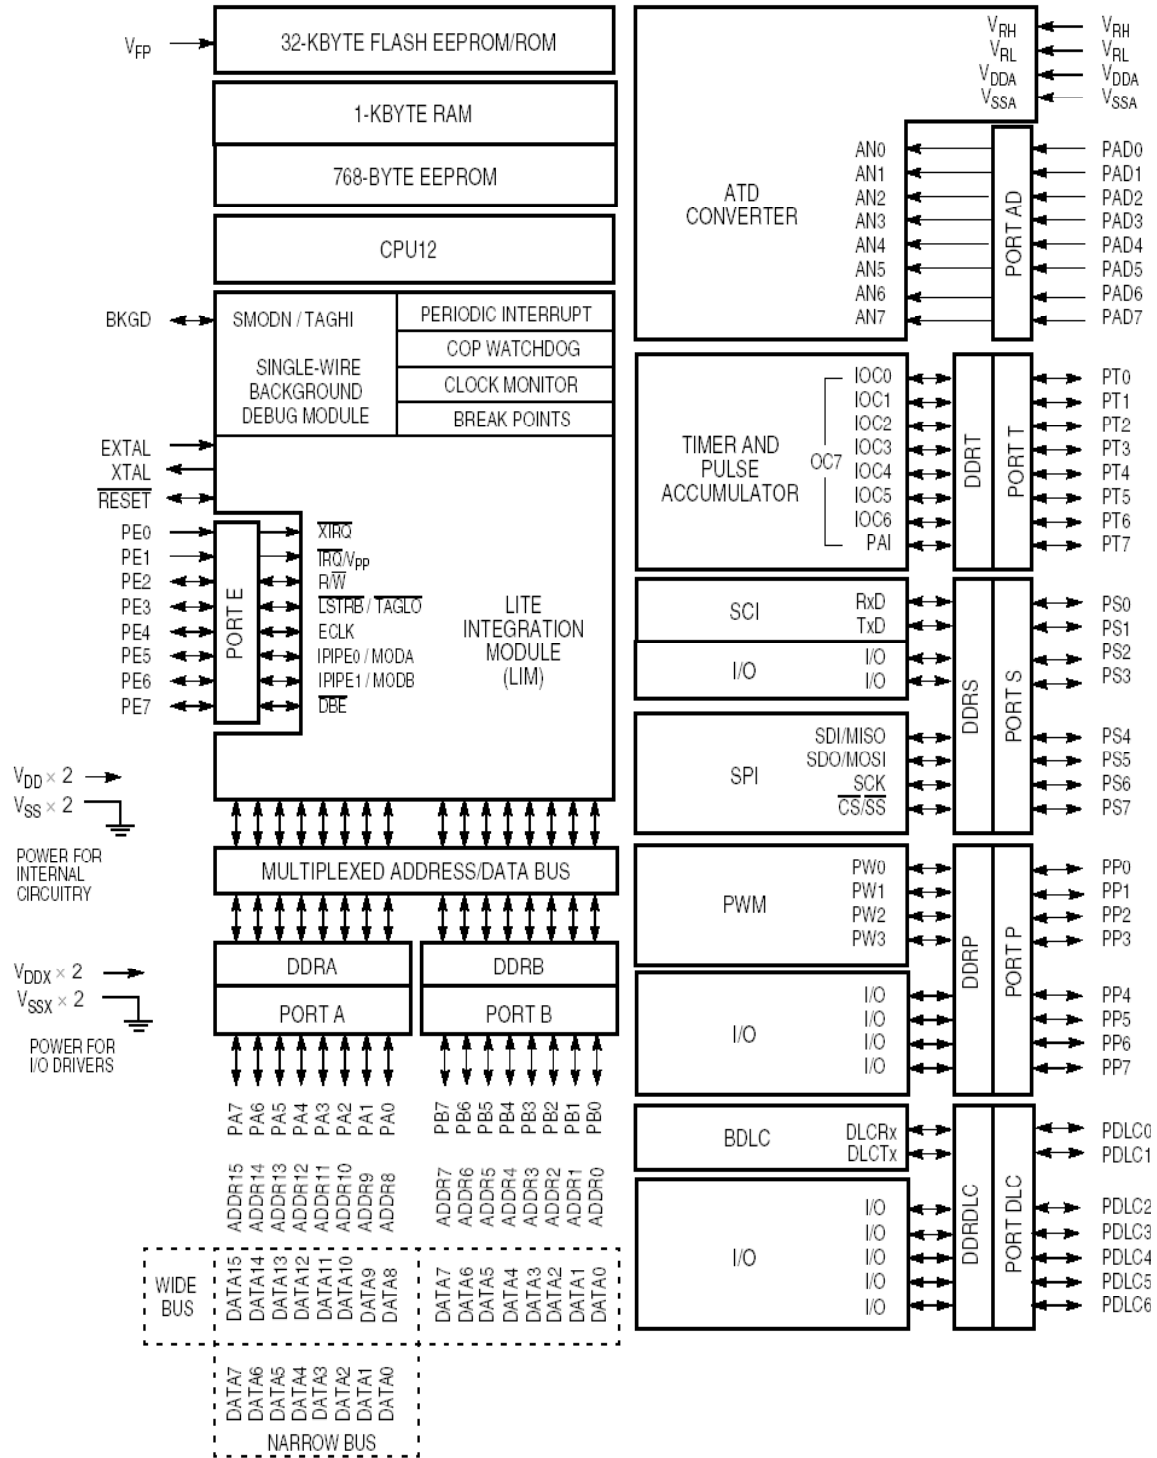 V_FP
32-KBYTE FLASH EEPROM/ROM
1-KBYTE RAM
768-BYTE EEPROM
CPU12
BKGD
SMODN / TAGHI
SINGLE-WIRE
BACKGROUND
DEBUG MODULE
PERIODIC INTERRUPT
COP WATCHDOG
CLOCK MONITOR
BREAK POINTS
EXTAL
XTAL
RESET
PE0
PE1
PE2
PE3
PE4
PE5
PE6
PE7
PORT E
XIRQ
IRQ/VPP
R/W
LSTRB / TAGLO
ECLK
IPIPE0 / MODA
IPIPE1 / MODB
DBE
LITE
INTEGRATION
MODULE
(LIM)
VDD × 2
VSS × 2
POWER FOR
INTERNAL
CIRCUITRY
MULTIPLEXED ADDRESS/DATA BUS
VDDX × 2
VSSX × 2
POWER FOR
I/O DRIVERS
DDRA
DDRB
PORT A
PORT B
PA7 PA6 PA5 PA4 PA3 PA2 PA1 PA0
PB7 PB6 PB5 PB4 PB3 PB2 PB1 PB0
ADDR15 ADDR14 ADDR13 ADDR12 ADDR11 ADDR10 ADDR9 ADDR8
ADDR7 ADDR6 ADDR5 ADDR4 ADDR3 ADDR2 ADDR1 ADDR0
WIDE
BUS
DATA15 DATA14 DATA13 DATA12 DATA11 DATA10 DATA9 DATA8
DATA7 DATA6 DATA5 DATA4 DATA3 DATA2 DATA1 DATA0
DATA7 DATA6 DATA5 DATA4 DATA3 DATA2 DATA1 DATA0
NARROW BUS
ATD
CONVERTER
VRH VRH
VRL VRL
VDDA VDDA
VSSA VSSA
AN0 PAD0
AN1 PAD1
AN2 PAD2
AN3 PAD3
AN4 PAD4
AN5 PAD5
AN6 PAD6
AN7 PAD7
PORT AD
TIMER AND
PULSE
ACCUMULATOR
OC7
IOC0 PT0
IOC1 PT1
IOC2 PT2
IOC3 PT3
IOC4 PT4
IOC5 PT5
IOC6 PT6
PAI PT7
DDRT
PORT T
SCI
RxD PS0
TxD PS1
I/O
I/O PS2
I/O PS3
DDRS
PORT S
SPI
SDI/MISO PS4
SDO/MOSI PS5
SCK PS6
CS/SS PS7
PWM
PW0 PP0
PW1 PP1
PW2 PP2
PW3 PP3
DDRP
PORT P
I/O
I/O PP4
I/O PP5
I/O PP6
I/O PP7
BDLC
DLCRx PDLC0
DLCTx PDLC1
DDRDLC
PORT DLC
I/O
I/O PDLC2
I/O PDLC3
I/O PDLC4
I/O PDLC5
I/O PDLC6